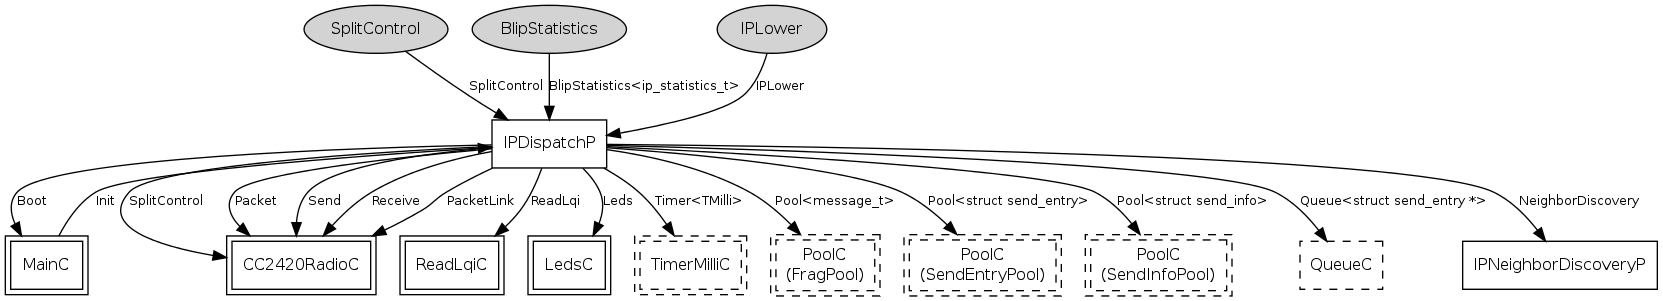 SplitControl
BlipStatistics
IPLower
SplitControl
BlipStatistics<ip_statistics_t>
IPLower
IPDispatchP
Boot
Init
SplitControl
Packet
Send
Receive
PacketLink
ReadLqi
Leds
Timer<TMilli>
Pool<message_t>
Pool<struct send_entry>
Pool<struct send_info>
Queue<struct send_entry *>
NeighborDiscovery
MainC
CC2420RadioC
ReadLqiC
LedsC
TimerMilliC
PoolC
(FragPool)
PoolC
(SendEntryPool)
PoolC
(SendInfoPool)
QueueC
IPNeighborDiscoveryP